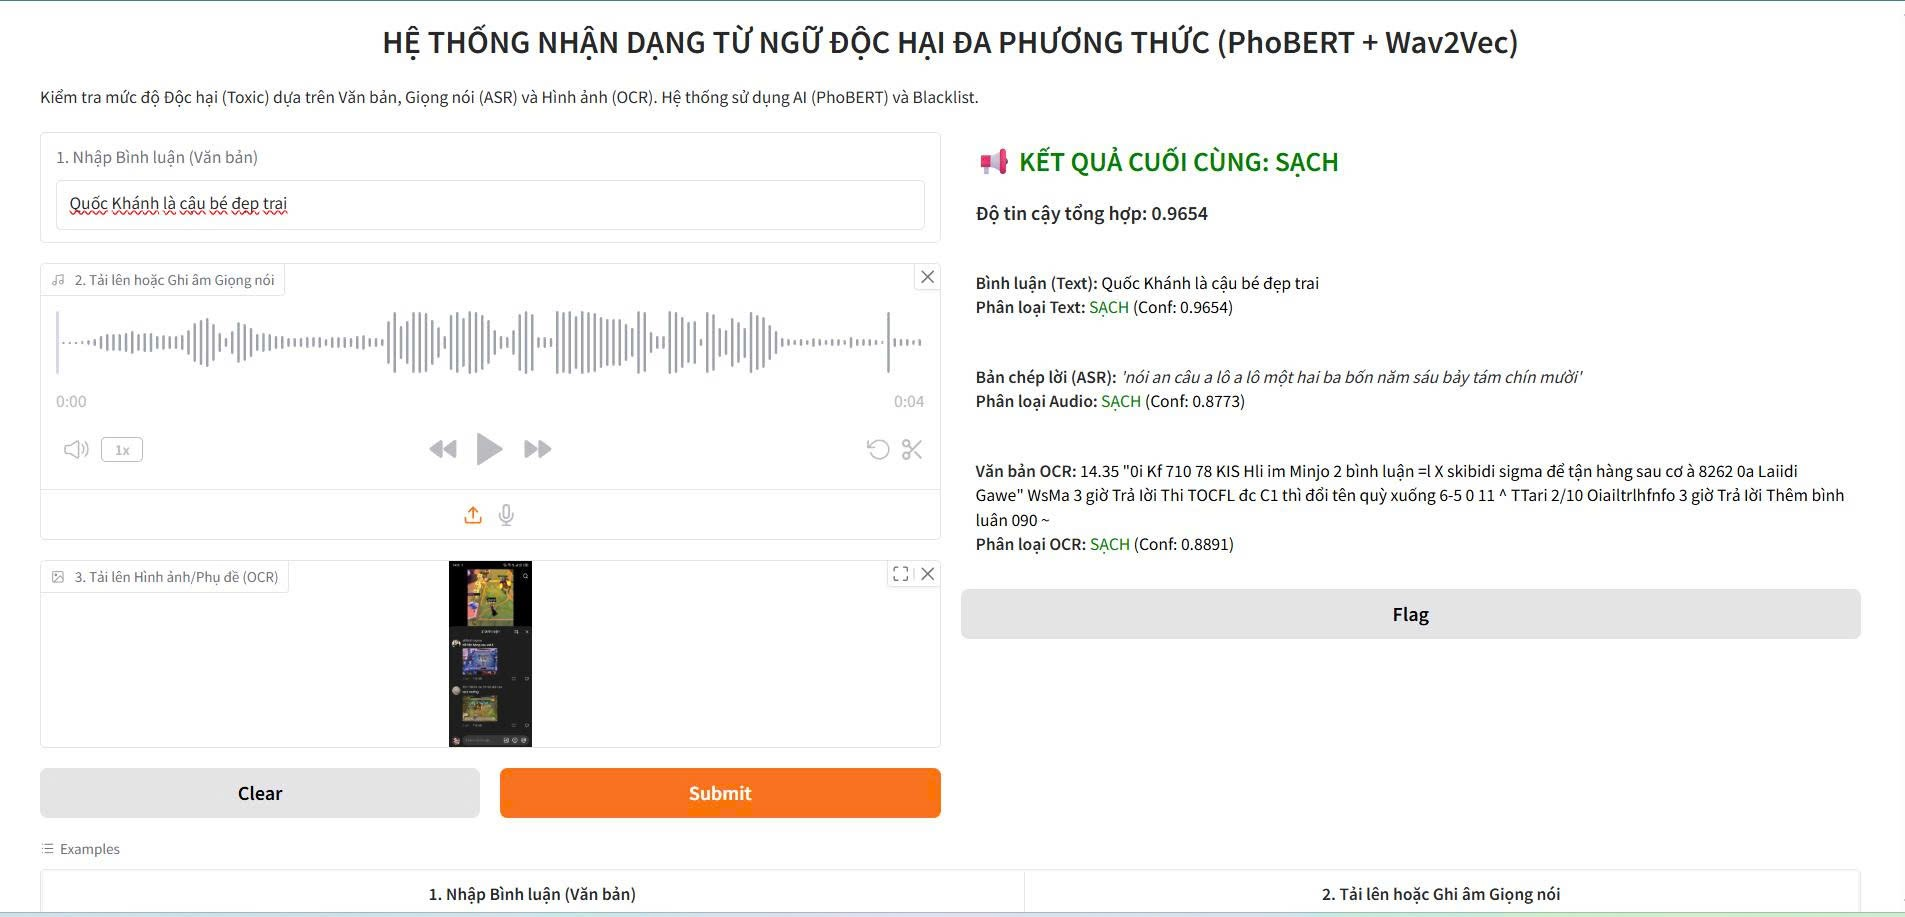 HỆ THỐNG NHẬN DẠNG TỪ NGỮ ĐỘC HẠI ĐA PHƯƠNG THỨC (PhoBERT + Wav2Vec)
Kiểm tra mức độ Độc hại (Toxic) dựa trên Văn bản, Giọng nói (ASR) và Hình ảnh (OCR). Hệ thống sử dụng AI (PhoBERT) và Blacklist.
1. Nhập Bình luận (Văn bản)
Quốc Khánh là cậu bé đẹp trai
2. Tải lên hoặc Ghi âm Giọng nói
0:00
0:04
1x
3. Tải lên Hình ảnh/Phụ đề (OCR)
Clear
Submit
KẾT QUẢ CUỐI CÙNG: SẠCH
Độ tin cậy tổng hợp: 0.9654
Bình luận (Text): Quốc Khánh là cậu bé đẹp trai
Phân loại Text: SẠCH (Conf: 0.9654)
Bản chép lời (ASR): 'nói an câu a lô a lô một hai ba bốn năm sáu bảy tám chín mười'
Phân loại Audio: SẠCH (Conf: 0.8773)
Văn bản OCR: 14.35 "0i Kf 710 78 KIS Hli im Minjo 2 bình luận =l X skibidi sigma để tận hàng sau cơ à 8262 0a Laiidi
Gawe" WsMa 3 giờ Trả lời Thi TOCFL đc C1 thì đổi tên quỳ xuống 6-5 0 11 ^ TTari 2/10 Oiailtrlhfnfo 3 giờ Trả lời Thêm bình
luân 090 ~
Phân loại OCR: SẠCH (Conf: 0.8891)
Flag
Examples
1. Nhập Bình luận (Văn bản)
2. Tải lên hoặc Ghi âm Giọng nói